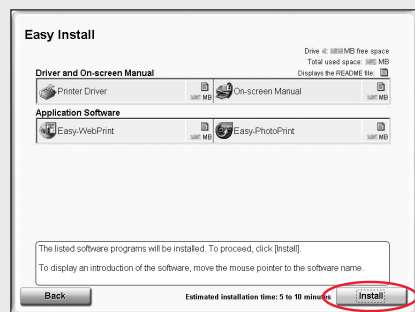 Easy Install
Drive : MB free space
Total used space: MB
Driver and On-screen Manual Displays the README file:
Printer Driver MB On-screen Manual MB
Application Software
Easy-WebPrint MB Easy-PhotoPrint MB
The listed software programs will be installed. To proceed, click [Install].
To display an introduction of the software, move the mouse pointer to the software name.
Back Estimated installation time: 5 to 10 minutes Install